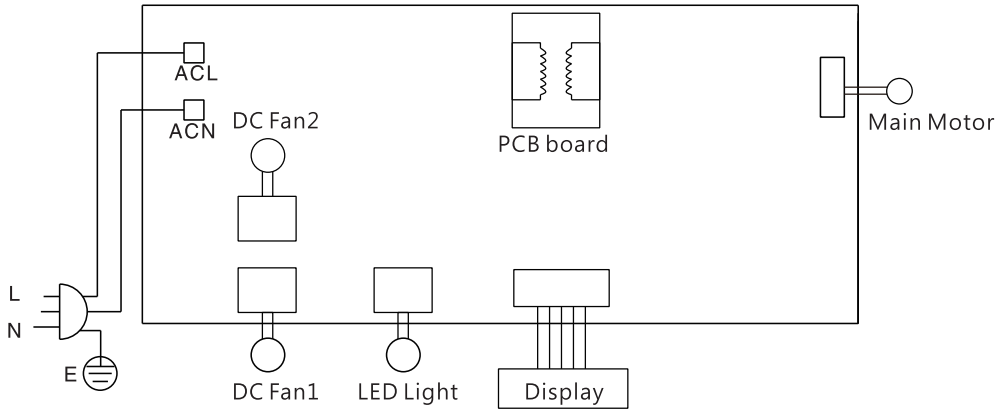 ACL
ACN
DC Fan2
PCB board
Main Motor
L
N
E
DC Fan1
LED Light
Display